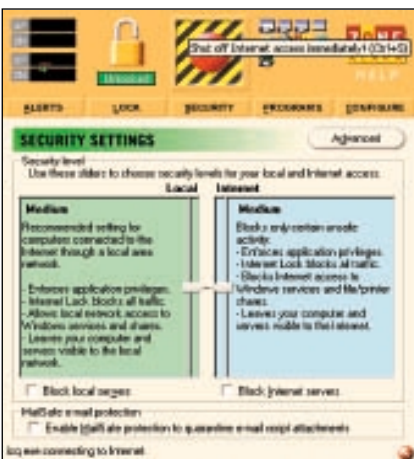 Shut off Internet access immediately! (Ctrl+S)
Unlocked
ZONE
HELP
ALERTS LOCK SECURITY PROGRAMS CONFIGURE
SECURITY SETTINGS
Advanced
Security level
Use these sliders to choose security levels for your local and Internet access.
Local Internet
Medium
Recommended setting for
computers connected to the
Internet through a local area
network.
- Enforces application privileges.
- Internet Lock blocks all traffic.
- Allows local network access to
Windows services and shares.
- Leaves your computer and
servers visible to the local
network.
Medium
Blocks only certain unsafe
activity.
- Enforces application privileges.
- Internet Lock blocks all traffic.
- Blocks Internet access to
Windows services and file/printer
shares.
- Leaves your computer and
servers visible to the Internet.
Block local servers
Block Internet servers
MailSafe e-mail protection
Enable MailSafe protection to quarantine e-mail script attachments
icq.exe connecting to Internet